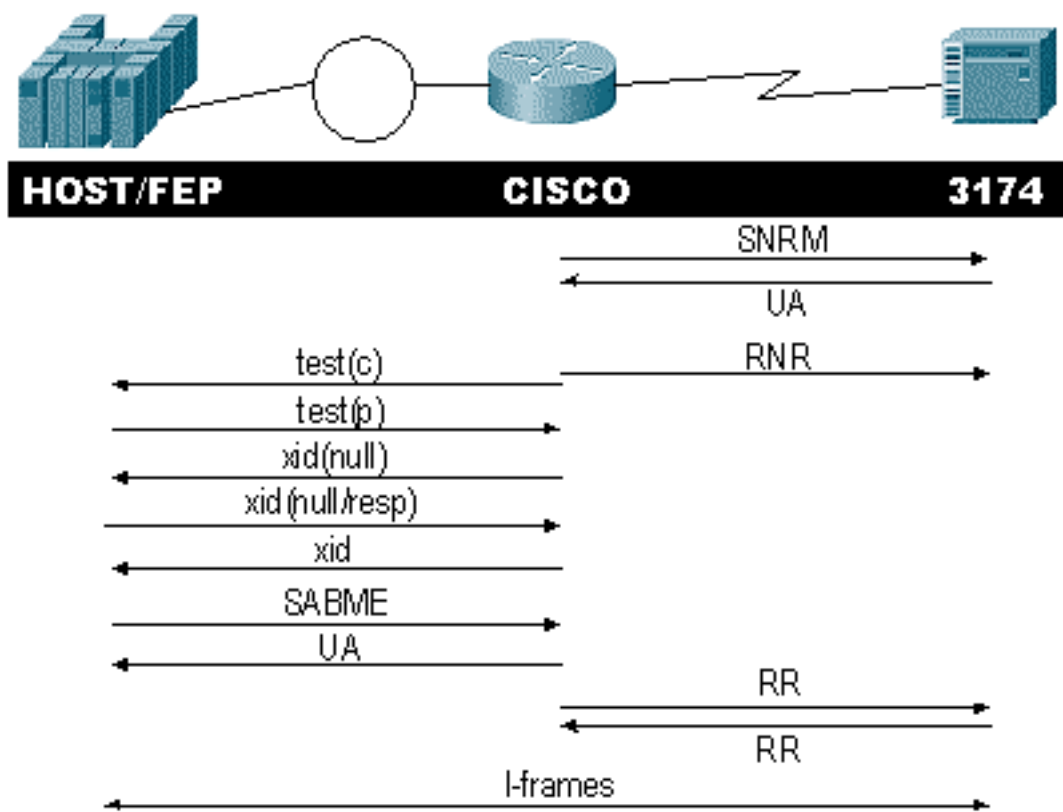 HOST/FEP CISCO 3174
SNRM
UA
test(c) RNR
test(p)
xid(null)
xid(null/resp)
xid
SABME
UA
RR
RR
I-frames